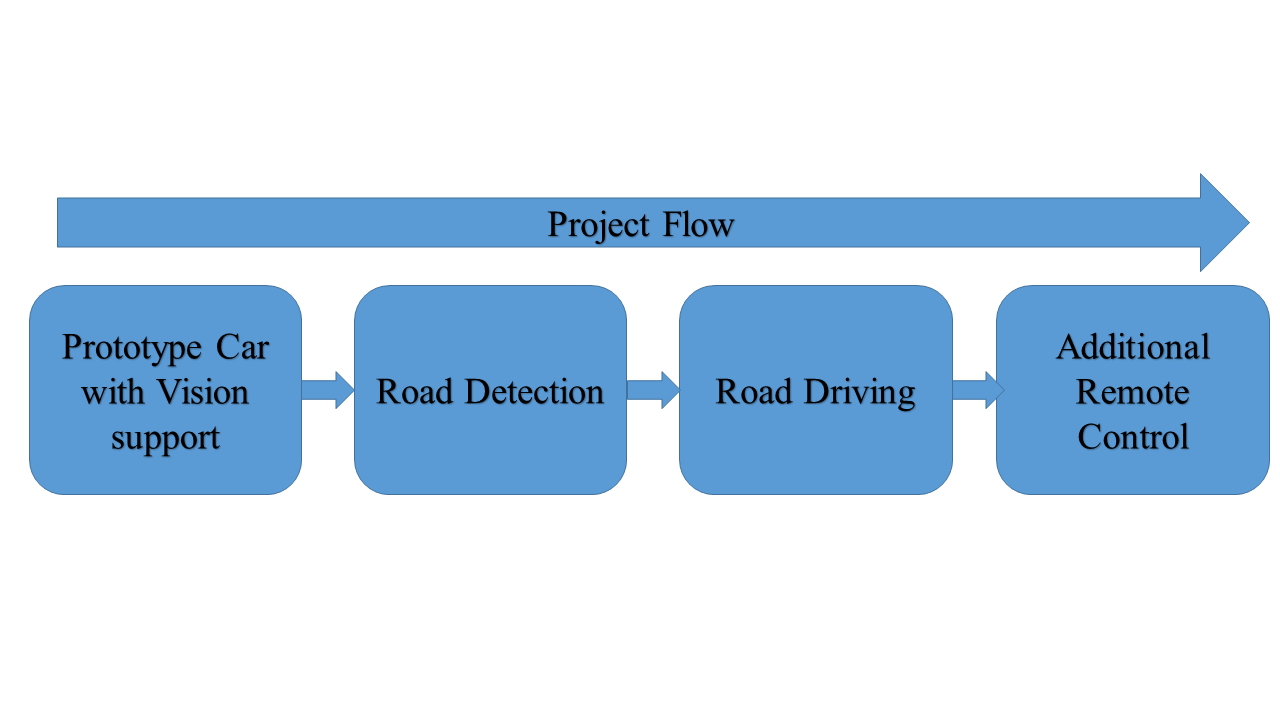 Project Flow
Prototype Car
with Vision
support
Road Detection
Road Driving
Additional
Remote
Control